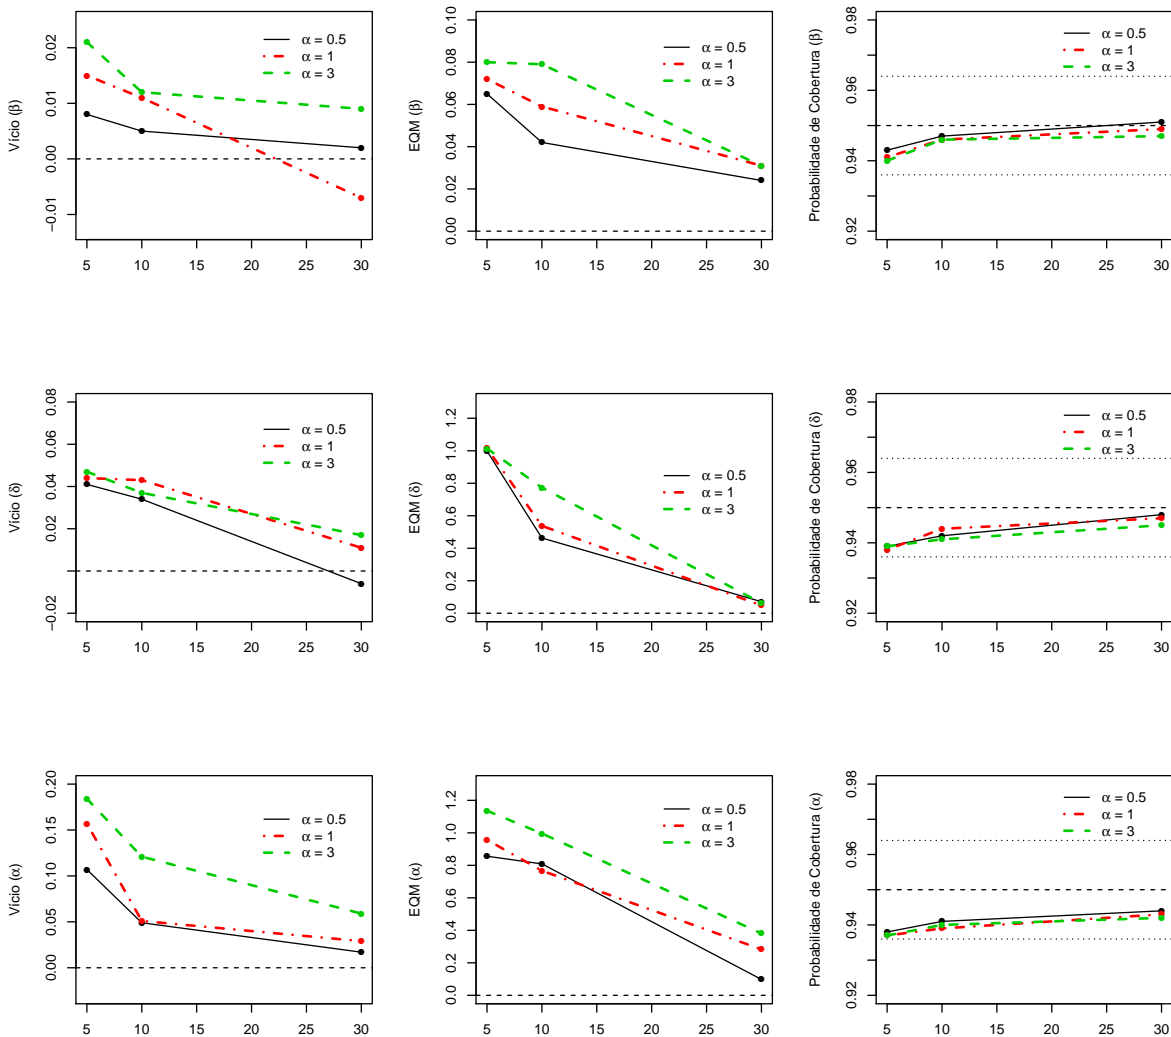 Vício (β)
0.02
0.01
0.00
−0.01
α = 0.5
α = 1
α = 3
5 10 15 20 25 30
EQM (β)
0.10
0.08
0.06
0.04
0.02
0.00
α = 0.5
α = 1
α = 3
5 10 15 20 25 30
Probabilidade de Cobertura (β)
0.98
0.96
0.94
0.92
α = 0.5
α = 1
α = 3
5 10 15 20 25 30
Vício (δ)
0.08
0.06
0.04
0.02
−0.02
α = 0.5
α = 1
α = 3
5 10 15 20 25 30
EQM (δ)
1.2
1.0
0.8
0.6
0.4
0.2
0.0
α = 0.5
α = 1
α = 3
5 10 15 20 25 30
Probabilidade de Cobertura (δ)
0.98
0.96
0.94
0.92
α = 0.5
α = 1
α = 3
5 10 15 20 25 30
Vício (α)
0.20
0.15
0.10
0.05
0.00
α = 0.5
α = 1
α = 3
5 10 15 20 25 30
EQM (α)
1.2
1.0
0.8
0.6
0.4
0.2
0.0
α = 0.5
α = 1
α = 3
5 10 15 20 25 30
Probabilidade de Cobertura (α)
0.98
0.96
0.94
0.92
α = 0.5
α = 1
α = 3
5 10 15 20 25 30